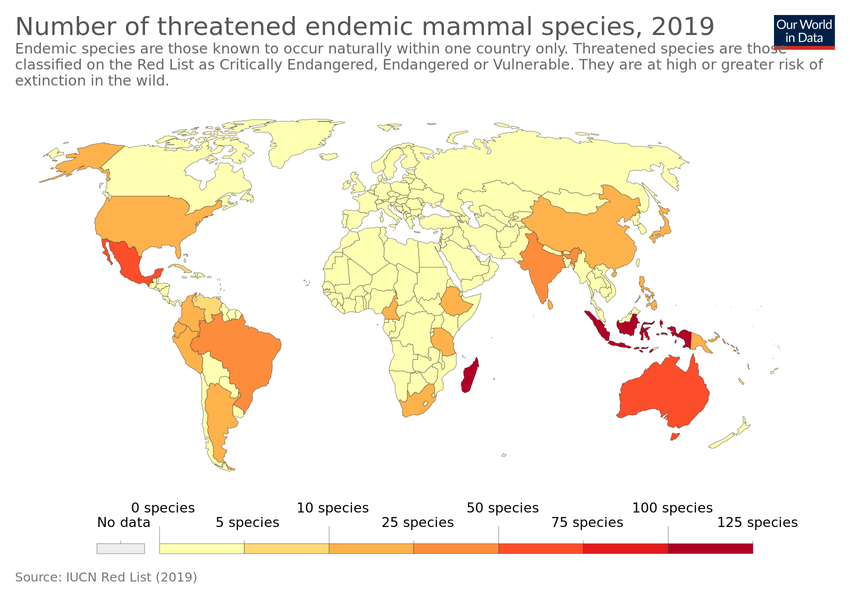 Number of threatened endemic mammal species, 2019
Our World
in Data
Endemic species are those known to occur naturally within one country only. Threatened species are those
classified on the Red List as Critically Endangered, Endangered or Vulnerable. They are at high or greater risk of
extinction in the wild.
0 species
10 species
50 species
100 species
No data
5 species
25 species
75 species
125 species
Source: IUCN Red List (2019)